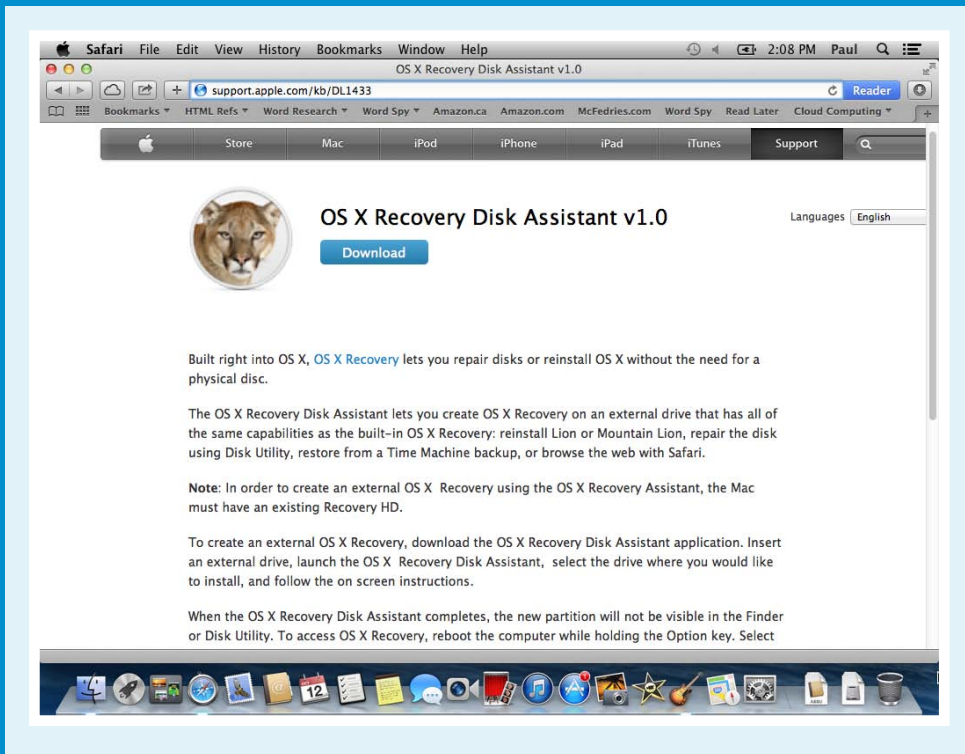 Safari File Edit View History Bookmarks Window Help 2:08 PM Paul
OS X Recovery Disk Assistant v1.0
support.apple.com/kb/DL1433 Reader
Bookmarks HTML Refs Word Research Word Spy Amazon.ca Amazon.com McFedries.com Word Spy Read Later Cloud Computing
Store Mac iPod iPhone iPad iTunes Support
OS X Recovery Disk Assistant v1.0
Languages English
Download
Built right into OS X, OS X Recovery lets you repair disks or reinstall OS X without the need for a
physical disc.
The OS X Recovery Disk Assistant lets you create OS X Recovery on an external drive that has all of
the same capabilities as the built-in OS X Recovery: reinstall Lion or Mountain Lion, repair the disk
using Disk Utility, restore from a Time Machine backup, or browse the web with Safari.
Note: In order to create an external OS X Recovery using the OS X Recovery Assistant, the Mac
must have an existing Recovery HD.
To create an external OS X Recovery, download the OS X Recovery Disk Assistant application. Insert
an external drive, launch the OS X Recovery Disk Assistant, select the drive where you would like
to install, and follow the on screen instructions.
When the OS X Recovery Disk Assistant completes, the new partition will not be visible in the Finder
or Disk Utility. To access OS X Recovery, reboot the computer while holding the Option key. Select
12